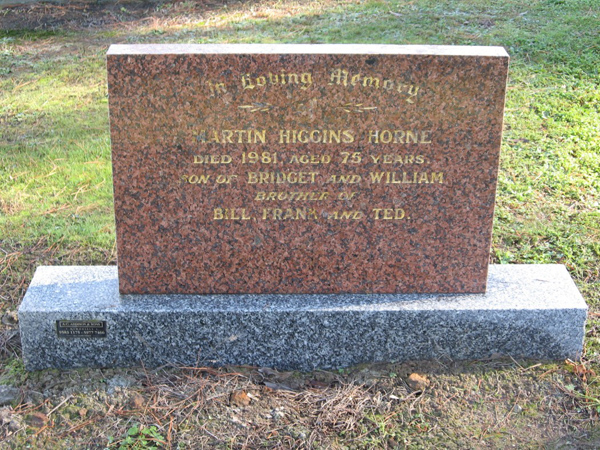 In Loving Memory
MARTIN HIGGINS HORNE
DIED 1981, AGED 75 YEARS.
SON OF BRIDGET AND WILLIAM
BROTHER OF
BILL, FRANK AND TED.